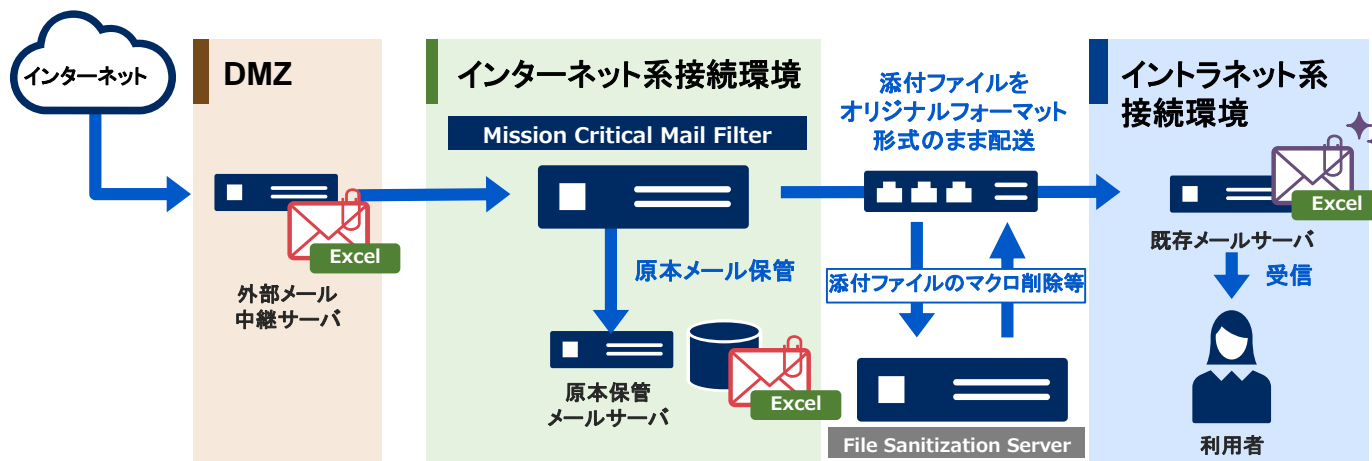 インターネット
DMZ
Excel
外部メール
中継サーバ
インターネット系接続環境
Mission Critical Mail Filter
原本メール保管
原本保管
メールサーバ
Excel
添付ファイルを
オリジナルフォーマット
形式のまま配送
添付ファイルのマクロ削除等
File Sanitization Server
イントラネット系
接続環境
Excel
既存メールサーバ
受信
利用者